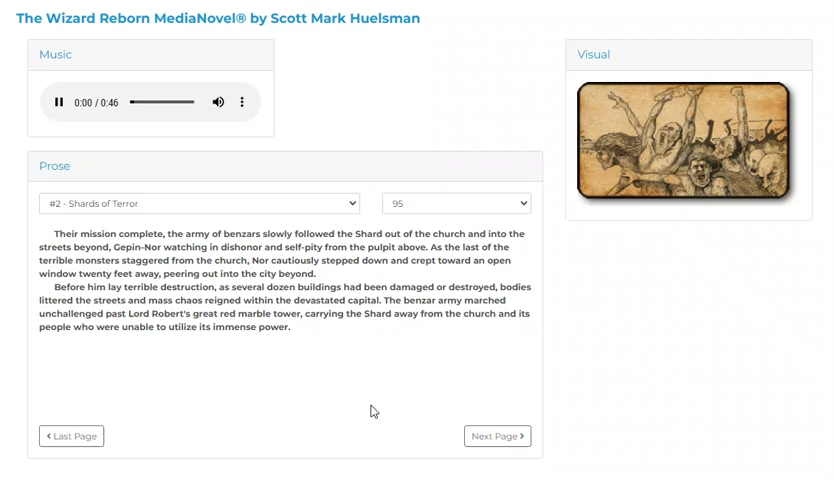 The Wizard Reborn MediaNovel® by Scott Mark Huelsman
Music
0:00 / 0:46
Visual
Prose
#2 - Shards of Terror
95
Their mission complete, the army of benzars slowly followed the Shard out of the church and into the
streets beyond, Gepin-Nor watching in dishonor and self-pity from the pulpit above. As the last of the
terrible monsters staggered from the church, Nor cautiously stepped down and crept toward an open
window twenty feet away, peering out into the city beyond.
Before him lay terrible destruction, as several dozen buildings had been damaged or destroyed, bodies
littered the streets and mass chaos reigned within the devastated capital. The benzar army marched
unchallenged past Lord Robert's great red marble tower, carrying the Shard away from the church and its
people who were unable to utilize its immense power.
Last Page
Next Page